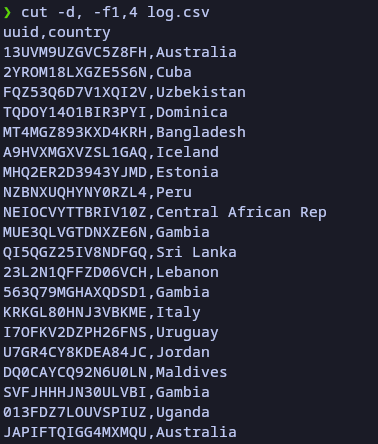 ❯ cut -d, -f1,4 log.csv
uuid,country
13UVM9UZGVC5Z8FH,Australia
2YROM18LXGZE5S6N,Cuba
FQZ53Q6D7V1XQI2V,Uzbekistan
TQDOY14O1BIR3PYI,Dominica
MT4MGZ893KXD4KRH,Bangladesh
A9HVXMGXVZSL1GAQ,Iceland
MHQ2ER2D3943YJMD,Estonia
NZBNXUQHYNY0RZL4,Peru
NEIOCVYTTBRIV10Z,Central African Rep
MUE3QLVGTDNXZE6N,Gambia
QI5QGZ25IV8NDFGQ,Sri Lanka
23L2N1QFFZD06VCH,Lebanon
563Q79MGHAXQDSD1,Gambia
KRKGL80HNJ3VBKME,Italy
I7OFKV2DZPH26FNS,Uruguay
U7GR4CY8KDEA84JC,Jordan
DQ0CAYCQ92N6U0LN,Maldives
SVFJHHHJN30ULVBI,Gambia
013FDZ7LOUVSPIUZ,Uganda
JAPIFTQIGG4MXMQU,Australia